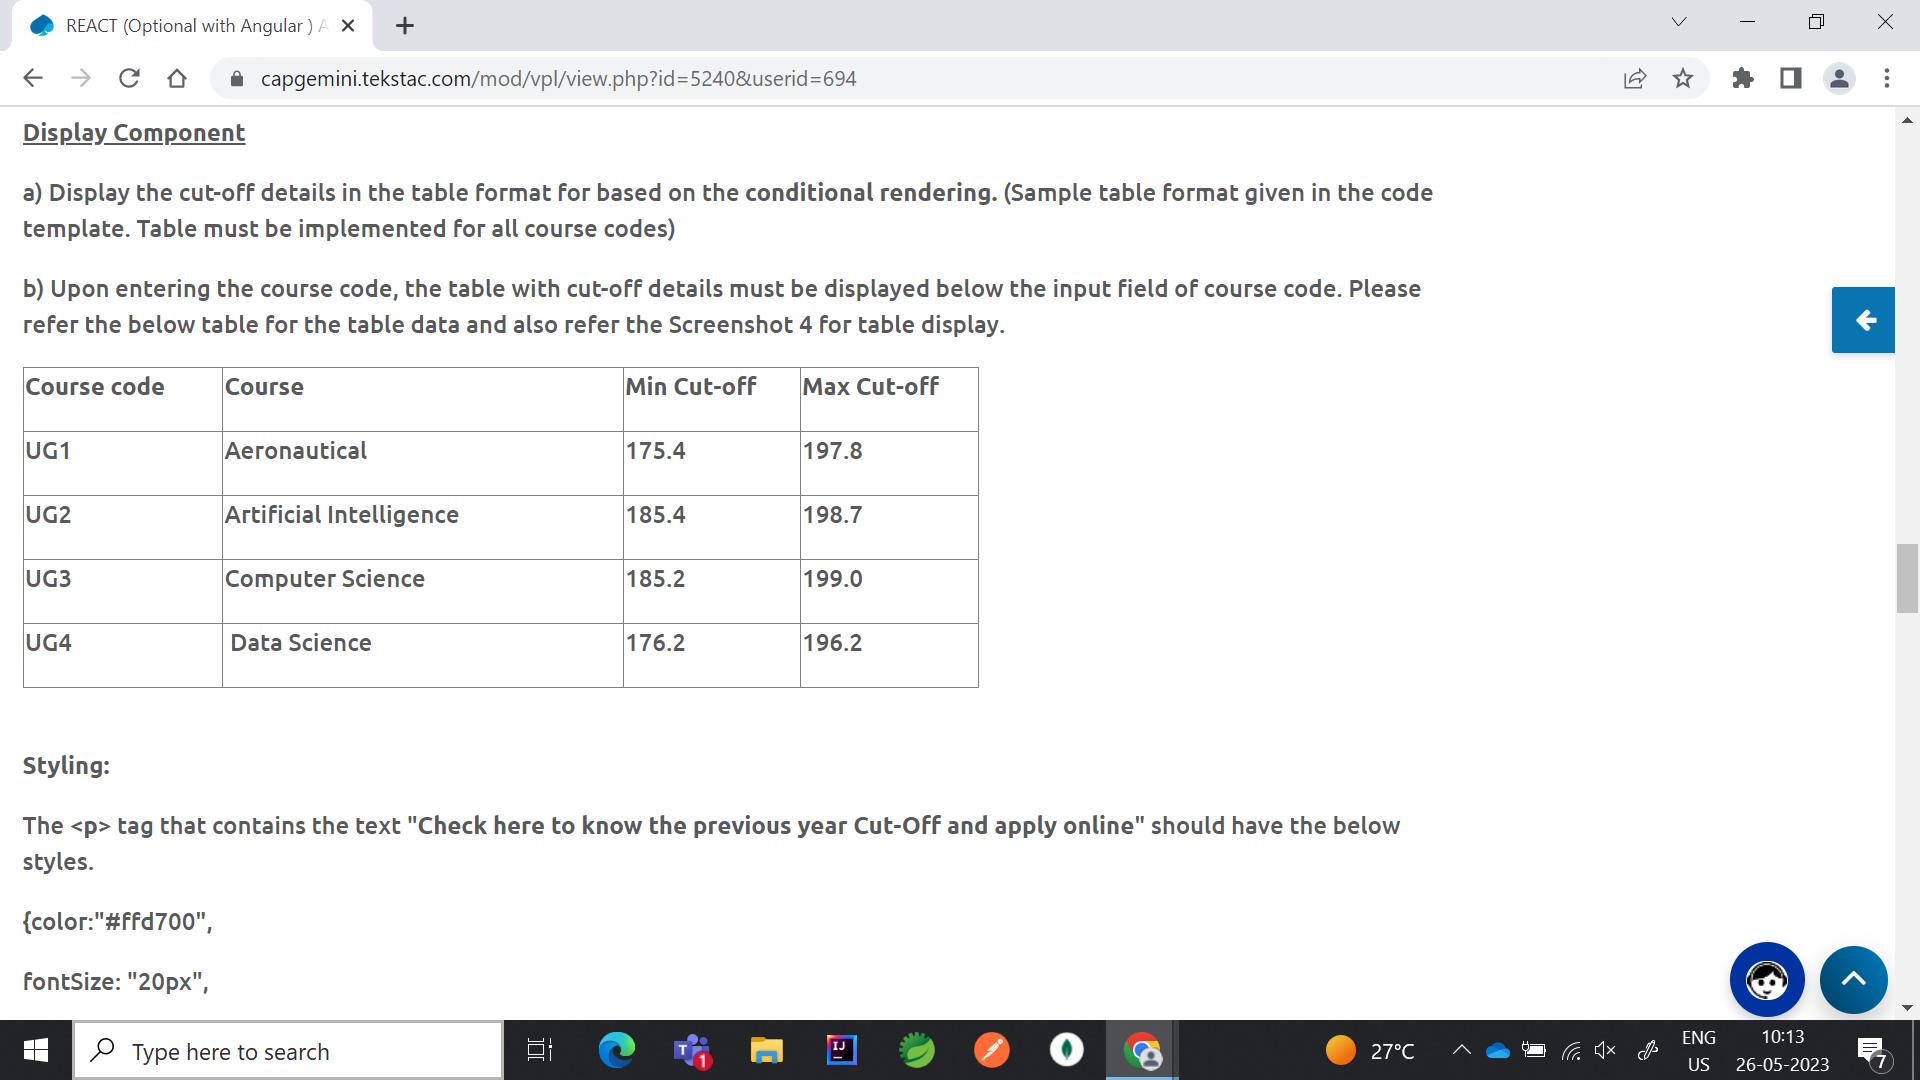 REACT (Optional with Angular ) A
capgemini.tekstac.com/mod/vpl/view.php?id=5240&userid=694
Display Component
a) Display the cut-off details in the table format for based on the conditional rendering. (Sample table format given in the code
template. Table must be implemented for all course codes)
b) Upon entering the course code, the table with cut-off details must be displayed below the input field of course code. Please
refer the below table for the table data and also refer the Screenshot 4 for table display.
Course code Course Min Cut-off Max Cut-off
UG1 Aeronautical 175.4 197.8
UG2 Artificial Intelligence 185.4 198.7
UG3 Computer Science 185.2 199.0
UG4 Data Science 176.2 196.2
Styling:
The <p> tag that contains the text "Check here to know the previous year Cut-Off and apply online" should have the below
styles.
{color:"#ffd700",
fontSize: "20px",
Type here to search
T 1
IJ
27°C
ENG
US
10:13
26-05-2023
7